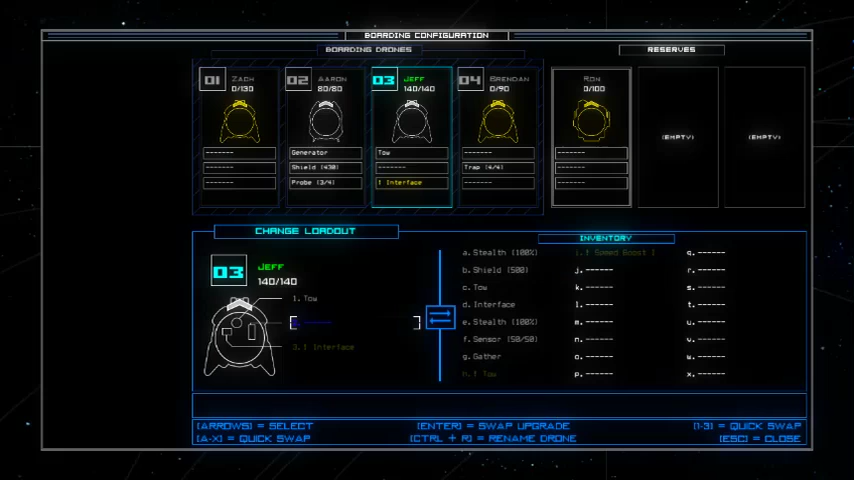 BOARDING CONFIGURATION
BOARDING DRONES
RESERVES
01 ZACH 0/130
-------
-------
-------
02 AARON 80/80
Generator
Shield (430)
Probe (3/4)
03 JEFF 140/140
Tow
-------
! Interface
04 BRENDAN 0/90
-------
Trap (4/4)
-------
RON 0/100
-------
-------
-------
(EMPTY)
(EMPTY)
CHANGE LOADOUT
INVENTORY
03 JEFF
140/140
1. Tow
3.! Interface
a. Stealth (100%)
b. Shield (500)
c. Tow
d. Interface
e. Stealth (100%)
f. Sensor (50/50)
g. Gather
h. ! Tow
i. ! Speed Boost !
j. ------
k. ------
l. ------
m. ------
n. ------
o. ------
p. ------
q. ------
r. ------
s. ------
t. ------
u. ------
v. ------
w. ------
x. ------
[ARROWS] = SELECT
[ENTER] = SWAP UPGRADE
[1-3] = QUICK SWAP
[A-X] = QUICK SWAP
[CTRL + R] = RENAME DRONE
[ESC] = CLOSE